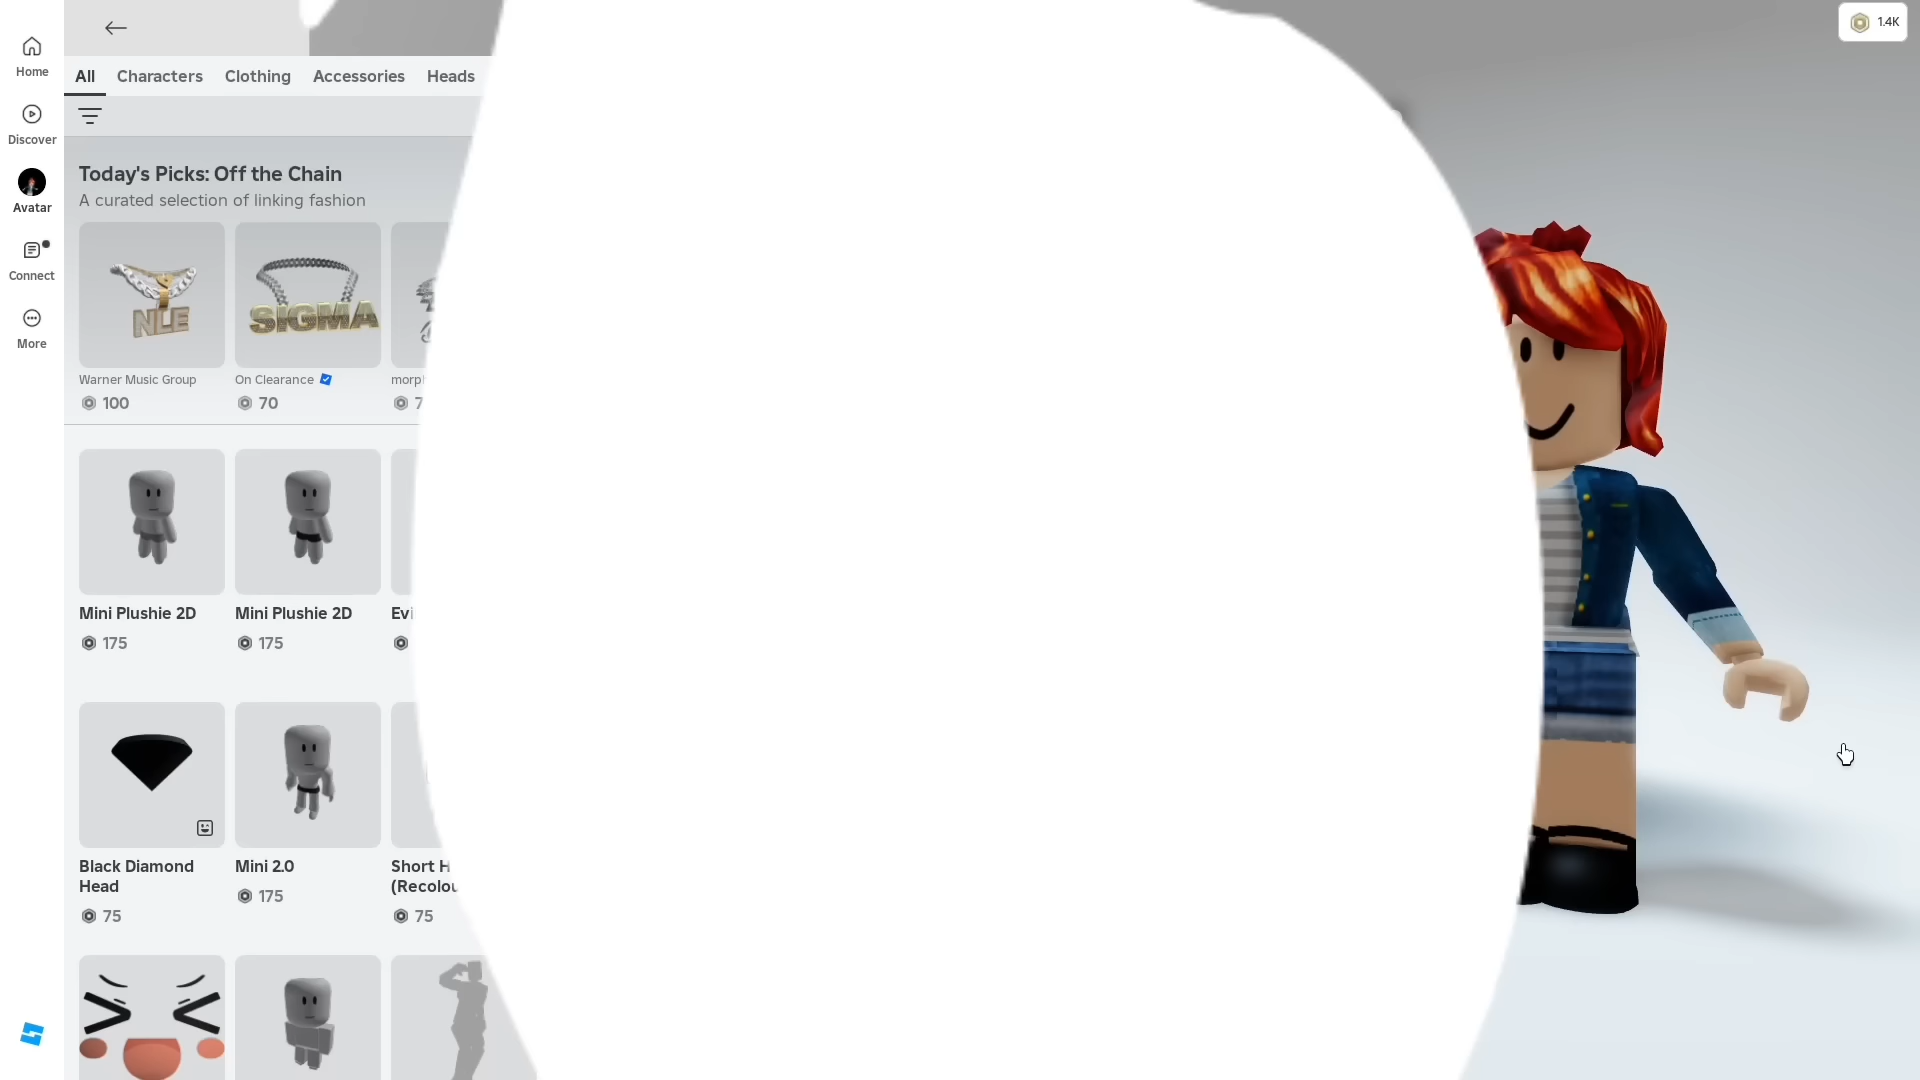 1.4K
Home
Discover
Avatar
Connect
More
All Characters Clothing Accessories Heads
Today's Picks: Off the Chain
A curated selection of linking fashion
NLE
SIGMA
Warner Music Group
100
On Clearance
70
Mini Plushie 2D
175
Mini Plushie 2D
175
Black Diamond
Head
75
Mini 2.0
175
Short
75